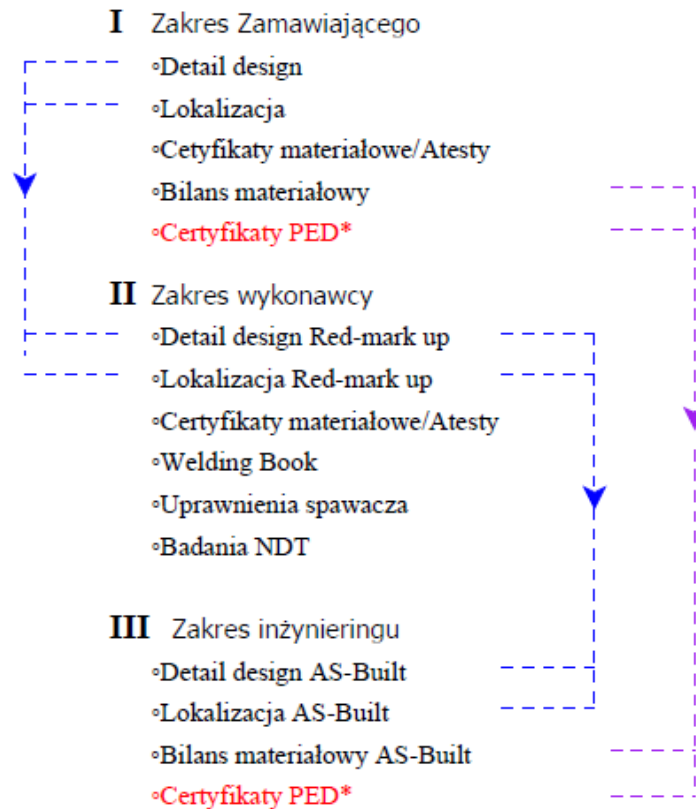 I Zakres Zamawiającego
∘Detail design
∘Lokalizacja
∘Cetyfikaty materiałowe/Atesty
∘Bilans materiałowy
∘Certyfikaty PED*
II Zakres wykonawcy
∘Detail design Red-mark up
∘Lokalizacja Red-mark up
∘Certyfikaty materiałowe/Atesty
∘Welding Book
∘Uprawnienia spawacza
∘Badania NDT
III Zakres inżynieringu
∘Detail design AS-Built
∘Lokalizacja AS-Built
∘Bilans materiałowy AS-Built
∘Certyfikaty PED*